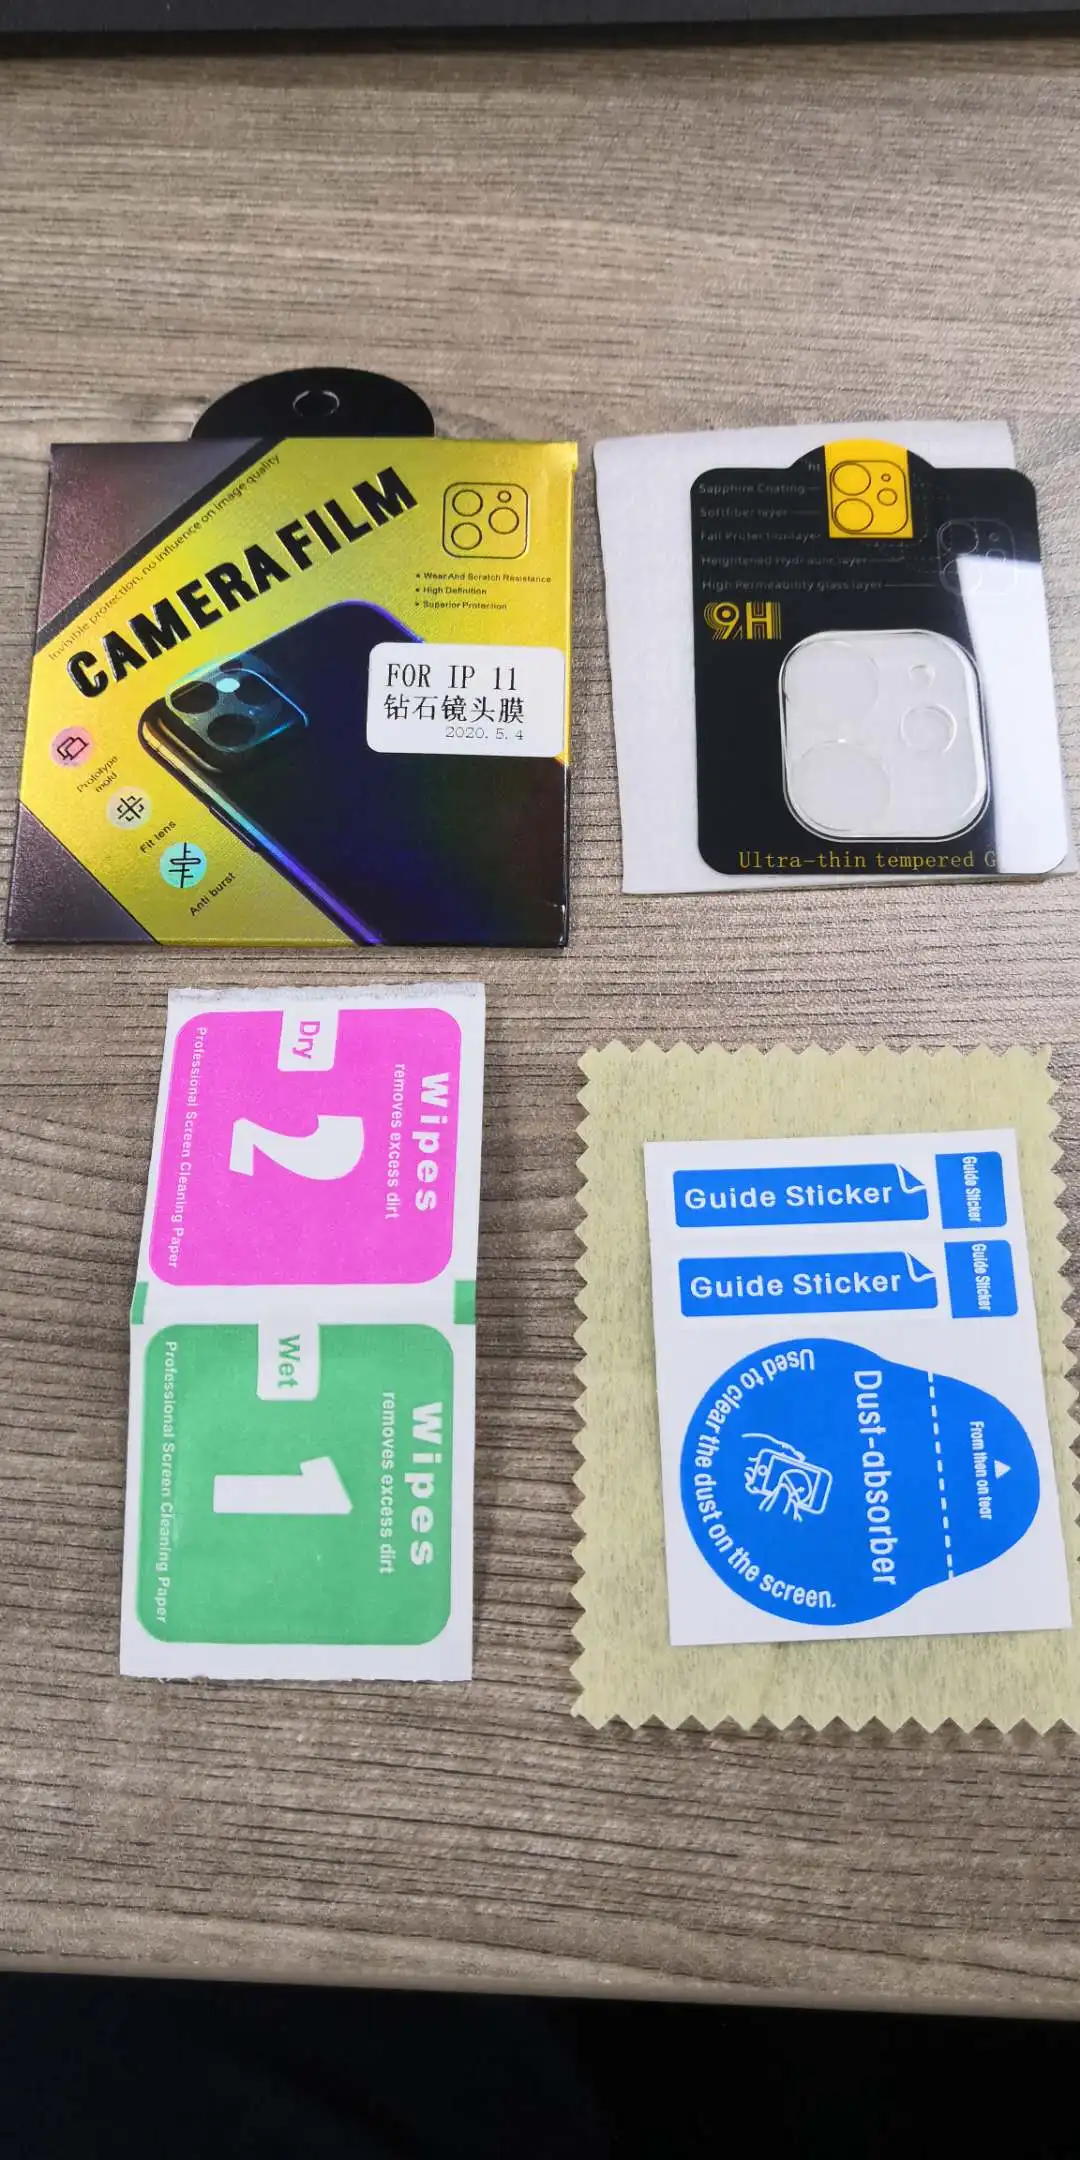 Invisible protection, no influence on image quality
CAMERA FILM
Wear And Scratch Resistance
High Definition
Superior Protection
FOR IP 11
钻石镜头膜
2020. 5. 4
Prototype
mold
Fit lens
Anti burst
Sapphire Coating
Softfiber layer
Fall Protection layer
Heightened Hydraulic layer
High Permeability glass layer
9H
Ultra-thin tempered G
Dry
2
Wipes
removes excess dirt
Professional Screen Cleaning Paper
Wet
1
Wipes
removes excess dirt
Professional Screen Cleaning Paper
Guide Sticker
Guide Sticker
Guide Sticker
Guide Sticker
Used to clear the dust on the screen.
Dust-absorber
From then on tear